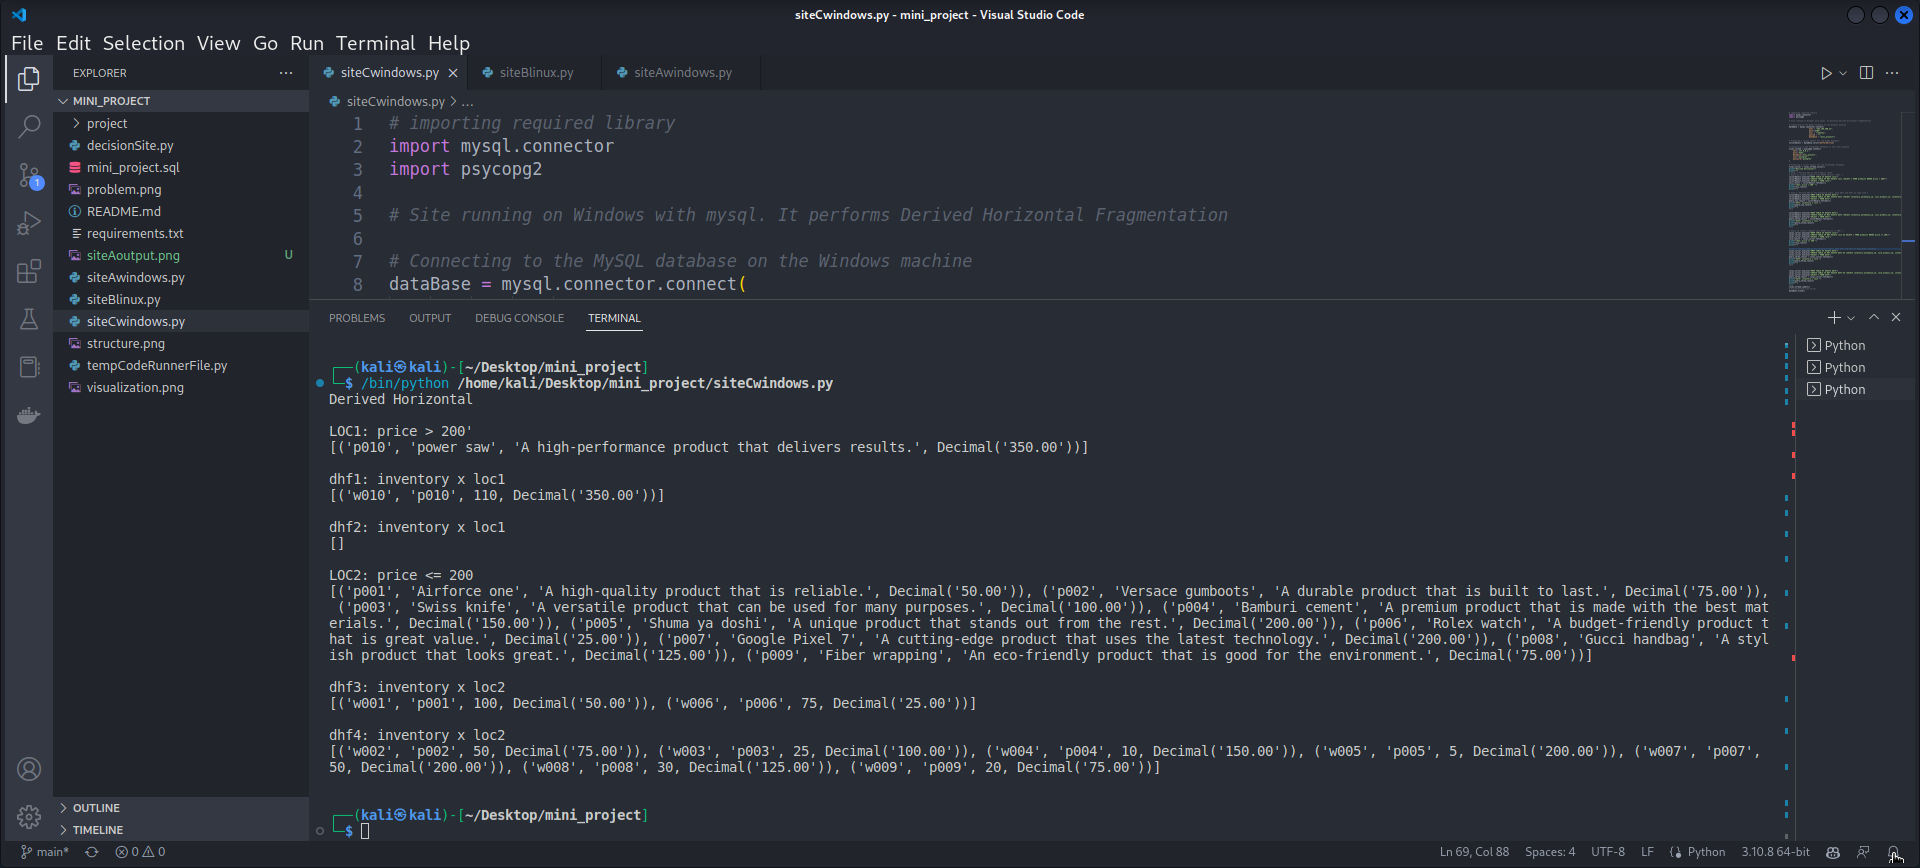 siteCwindows.py - mini_project - Visual Studio Code
File Edit Selection View Go Run Terminal Help
EXPLORER
MINI_PROJECT
project
decisionSite.py
mini_project.sql
problem.png
README.md
requirements.txt
siteAoutput.png U
siteAwindows.py
siteBlinux.py
siteCwindows.py
structure.png
tempCodeRunnerFile.py
visualization.png
OUTLINE
TIMELINE
1
siteCwindows.py siteBlinux.py siteAwindows.py
siteCwindows.py > ...
1 # importing required library
2 import mysql.connector
3 import psycopg2
4
5 # Site running on Windows with mysql. It performs Derived Horizontal Fragmentation
6
7 # Connecting to the MySQL database on the Windows machine
8 dataBase = mysql.connector.connect(
PROBLEMS OUTPUT DEBUG CONSOLE TERMINAL
Python
Python
Python
┌──(kali㉿kali)-[~/Desktop/mini_project]
└─$ /bin/python /home/kali/Desktop/mini_project/siteCwindows.py
Derived Horizontal
LOC1: price > 200'
[('p010', 'power saw', 'A high-performance product that delivers results.', Decimal('350.00'))]
dhf1: inventory x loc1
[('w010', 'p010', 110, Decimal('350.00'))]
dhf2: inventory x loc1
[]
LOC2: price <= 200
[('p001', 'Airforce one', 'A high-quality product that is reliable.', Decimal('50.00')), ('p002', 'Versace gumboots', 'A durable product that is built to last.', Decimal('75.00')),
('p003', 'Swiss knife', 'A versatile product that can be used for many purposes.', Decimal('100.00')), ('p004', 'Bamburi cement', 'A premium product that is made with the best mat
erials.', Decimal('150.00')), ('p005', 'Shuma ya doshi', 'A unique product that stands out from the rest.', Decimal('200.00')), ('p006', 'Rolex watch', 'A budget-friendly product t
hat is great value.', Decimal('25.00')), ('p007', 'Google Pixel 7', 'A cutting-edge product that uses the latest technology.', Decimal('200.00')), ('p008', 'Gucci handbag', 'A styl
ish product that looks great.', Decimal('125.00')), ('p009', 'Fiber wrapping', 'An eco-friendly product that is good for the environment.', Decimal('75.00'))]
dhf3: inventory x loc2
[('w001', 'p001', 100, Decimal('50.00')), ('w006', 'p006', 75, Decimal('25.00'))]
dhf4: inventory x loc2
[('w002', 'p002', 50, Decimal('75.00')), ('w003', 'p003', 25, Decimal('100.00')), ('w004', 'p004', 10, Decimal('150.00')), ('w005', 'p005', 5, Decimal('200.00')), ('w007', 'p007',
50, Decimal('200.00')), ('w008', 'p008', 30, Decimal('125.00')), ('w009', 'p009', 20, Decimal('75.00'))]
┌──(kali㉿kali)-[~/Desktop/mini_project]
└─$
main* 0 0 Ln 69, Col 88 Spaces: 4 UTF-8 LF Python 3.10.8 64-bit